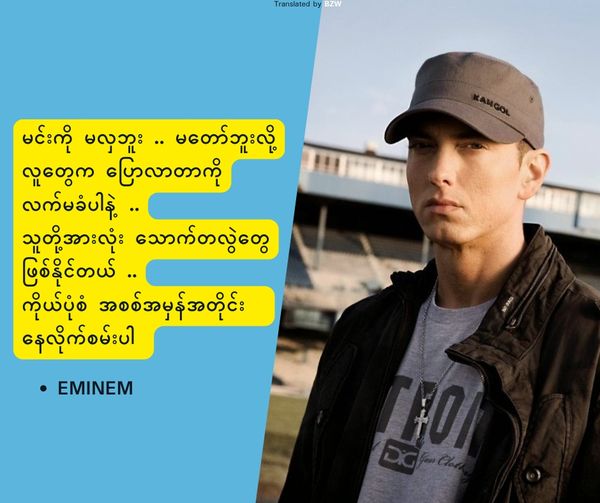 Translated by BZW
မင်းကို မလှဘူး .. မတော်ဘူးလို့
လူတွေက ပြောလာတာကို
လက်မခံပါနဲ့ ..
သူတို့အားလုံး သောက်တလွဲတွေ
ဖြစ်နိုင်တယ် ..
ကိုယ်ပုံစံ အစစ်အမှန်အတိုင်း
နေလိုက်စမ်းပါ
• EMINEM
KANGOL
DG